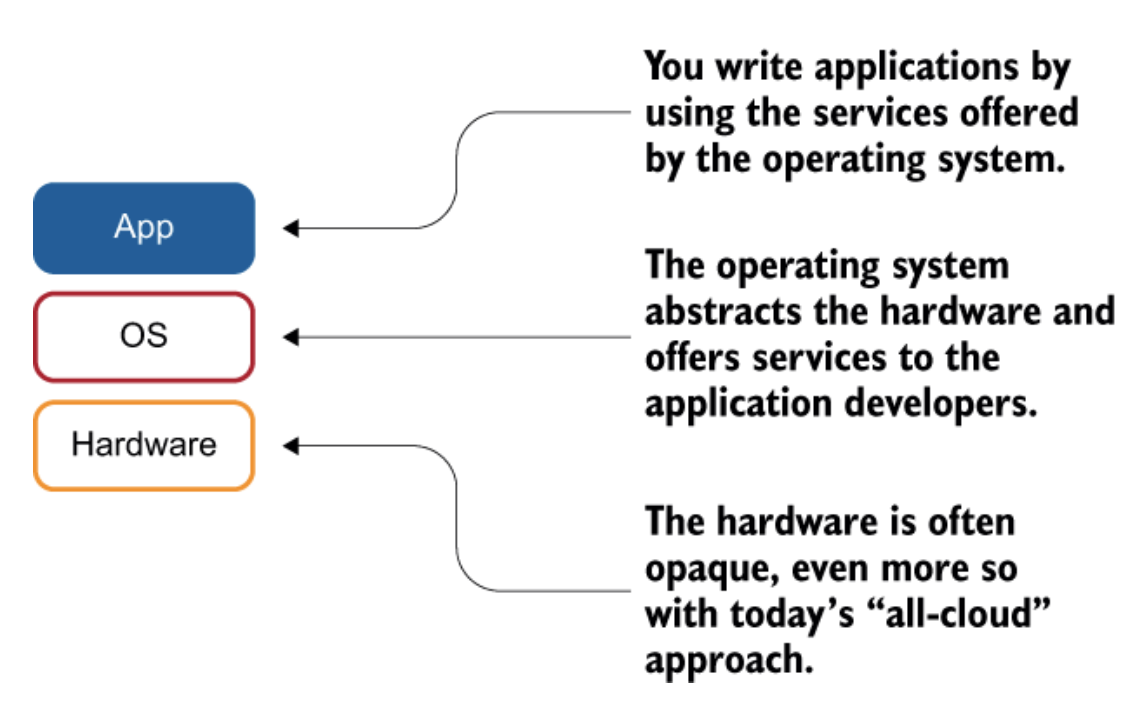 You write applications by
using the services offered
by the operating system.
App
The operating system
abstracts the hardware and
offers services to the
application developers.
OS
Hardware
The hardware is often
opaque, even more so
with today’s “all-cloud”
approach.